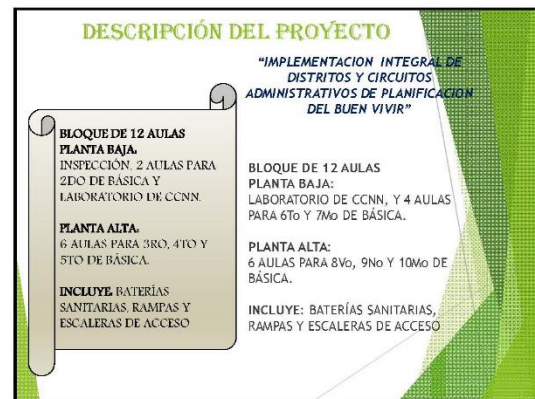 DESCRIPCIÓN DEL PROYECTO
“IMPLEMENTACION INTEGRAL DE
DISTRITOS Y CIRCUITOS
ADMINISTRATIVOS DE PLANIFICACION
DEL BUEN VIVIR”
BLOQUE DE 12 AULAS
PLANTA BAJA:
INSPECCIÓN, 2 AULAS PARA
2DO DE BÁSICA Y
LABORATORIO DE CCNN.
PLANTA ALTA:
6 AULAS PARA 3RO, 4TO Y
5TO DE BÁSICA.
INCLUYE: BATERÍAS
SANITARIAS, RAMPAS Y
ESCALERAS DE ACCESO
BLOQUE DE 12 AULAS
PLANTA BAJA:
LABORATORIO DE CCNN, Y 4 AULAS
PARA 6To Y 7Mo DE BÁSICA.
PLANTA ALTA:
6 AULAS PARA 8Vo, 9No Y 10Mo DE
BÁSICA.
INCLUYE: BATERÍAS SANITARIAS,
RAMPAS Y ESCALERAS DE ACCESO